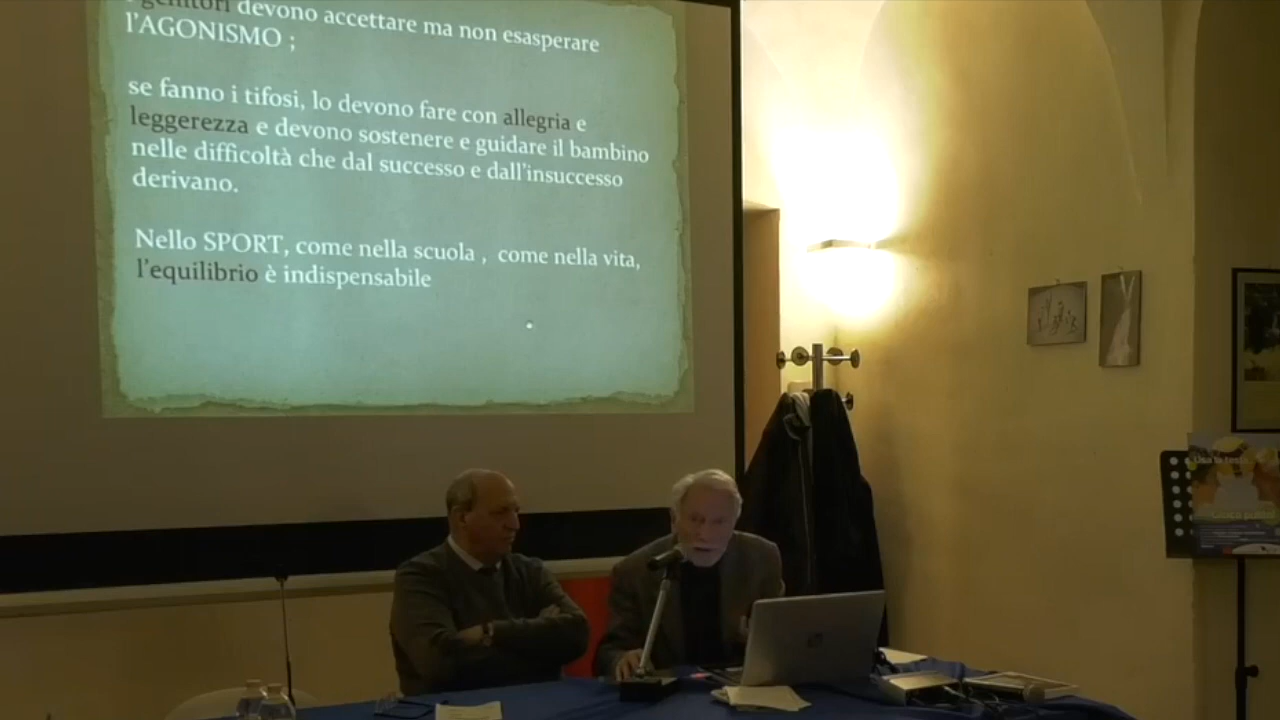 genitori devono accettare ma non esasperare
l'AGONISMO ;
se fanno i tifosi, lo devono fare con allegria e
leggerezza e devono sostenere e guidare il bambino
nelle difficoltà che dal successo e dall'insuccesso
derivano.
Nello SPORT, come nella scuola , come nella vita,
l'equilibrio è indispensabile